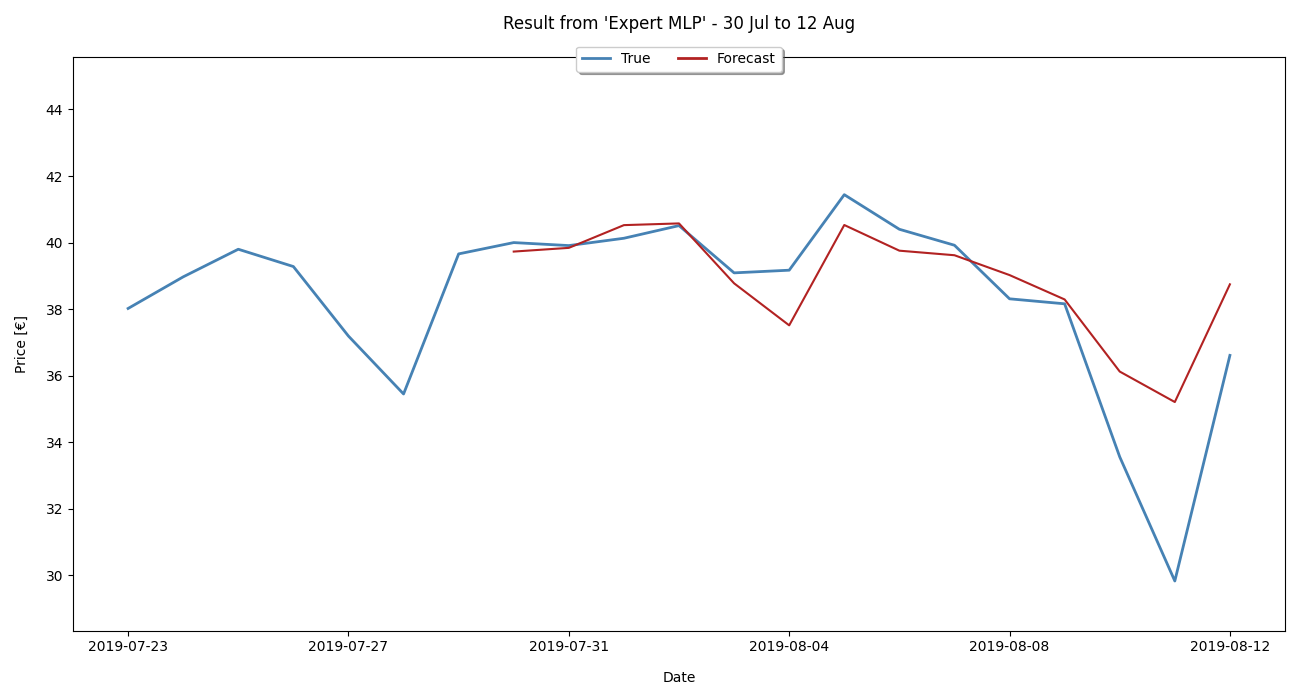 Result from 'Expert MLP' - 30 Jul to 12 Aug
True Forecast
44
42
40
38
36
34
32
30
Price [€]
2019-07-23 2019-07-27 2019-07-31 2019-08-04 2019-08-08 2019-08-12
Date